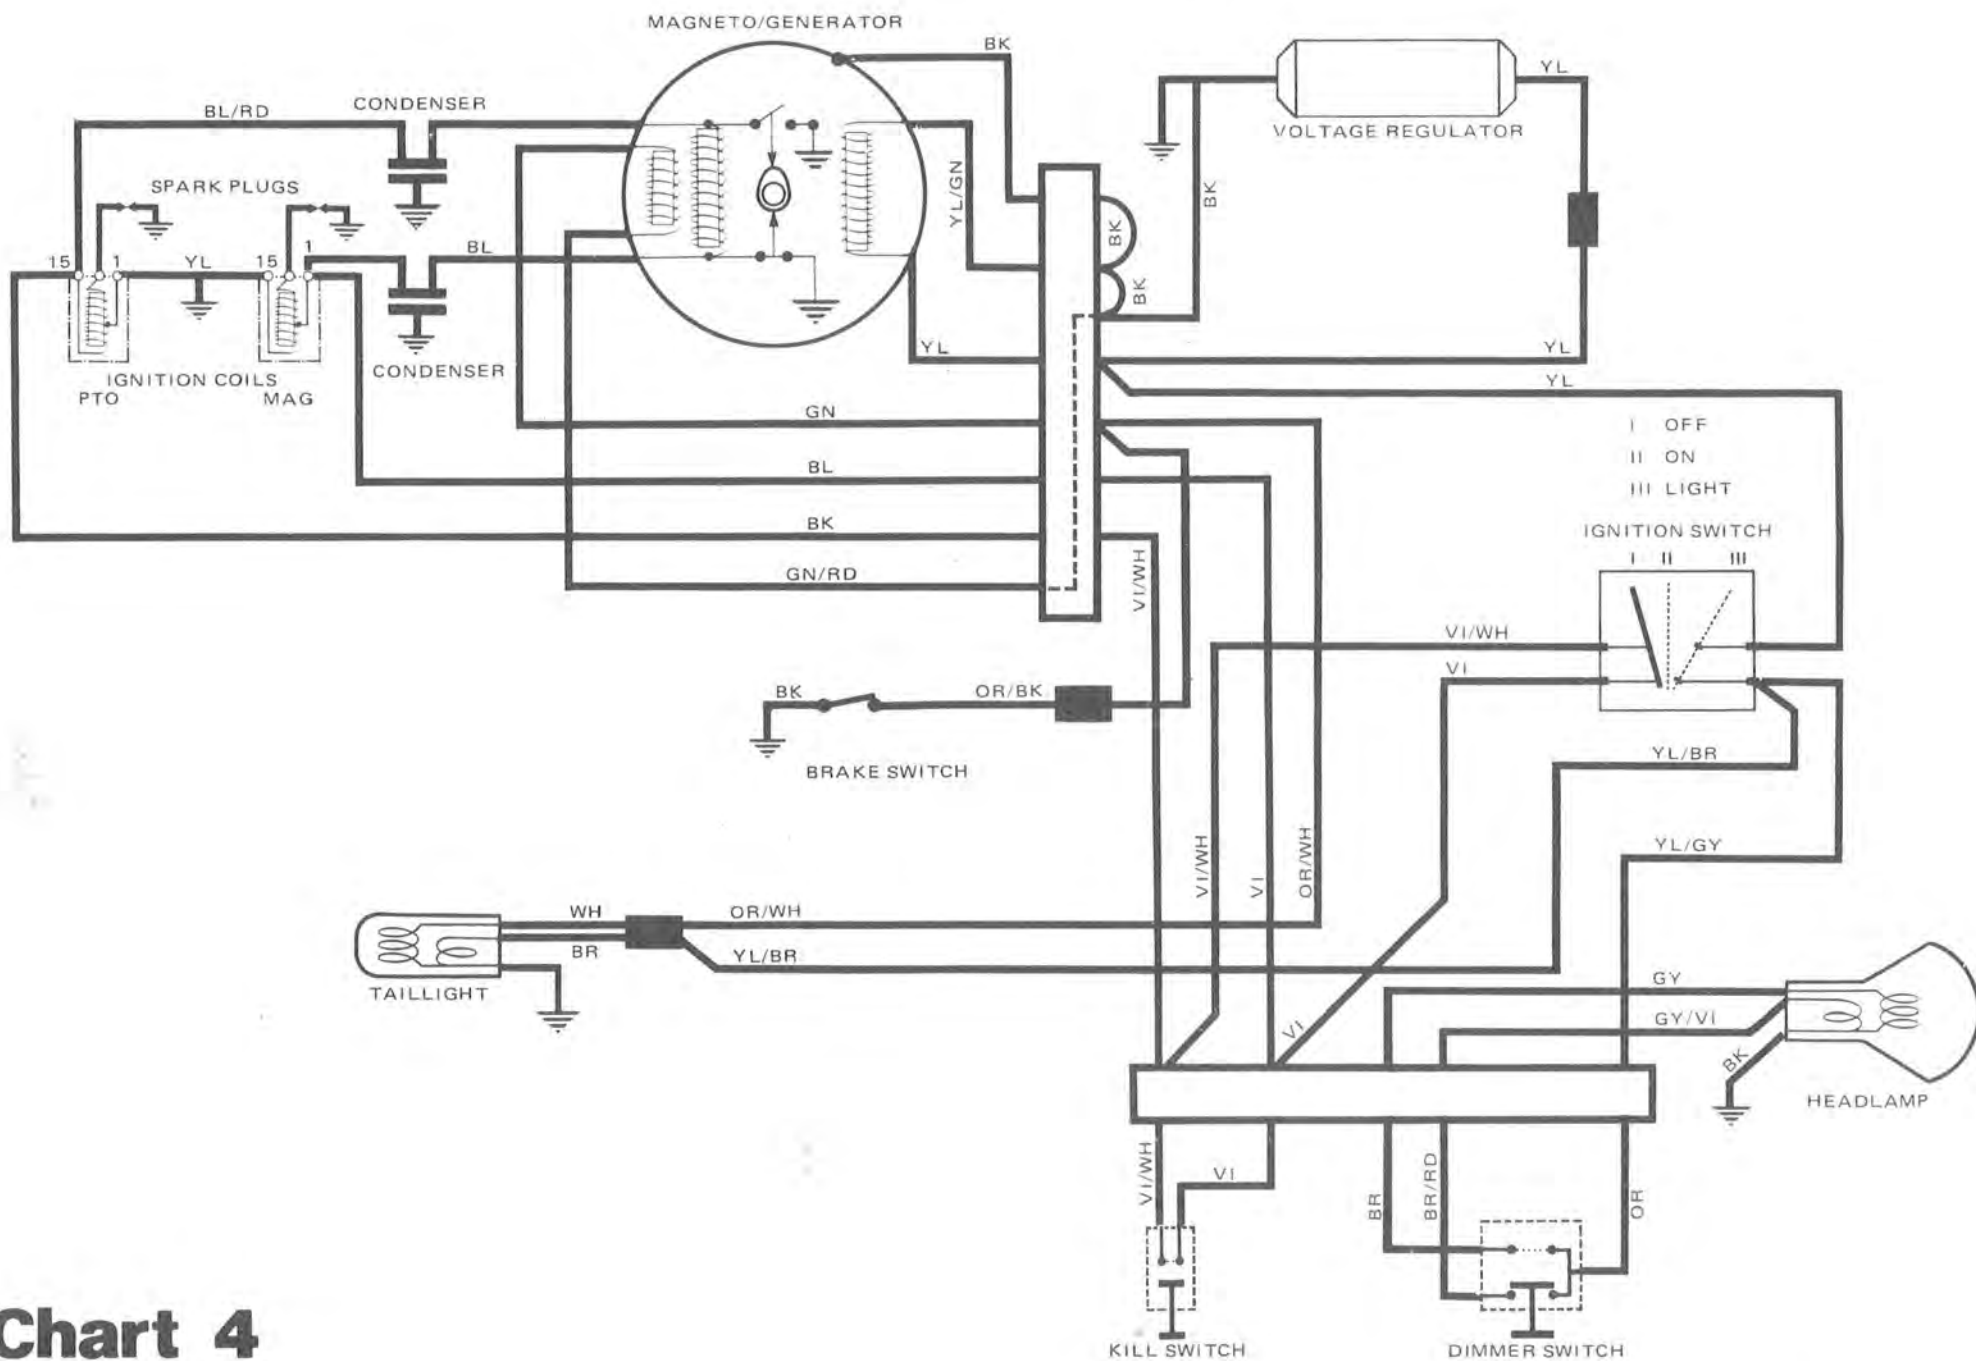 MAGNETO/GENERATOR
BK
YL
BL/RD
CONDENSER
VOLTAGE REGULATOR
SPARK PLUGS
YL/GN
BK
BK
15
1
YL
15
1
BL
BK
YL
YL
YL
IGNITION COILS
PTO
MAG
CONDENSER
GN
I OFF
II ON
III LIGHT
BL
BK
IGNITION SWITCH
I II III
GN/RD
VI/WH
VI/WH
VI
BK
OR/BK
BRAKE SWITCH
YL/BR
VI/WH
VI
OR/WH
YL/GY
WH
OR/WH
BR
YL/BR
TAILLIGHT
GY
GY/VI
VI
BK
HEADLAMP
VI/WH
VI
BR
BR/RD
OR
KILL SWITCH
DIMMER SWITCH
Chart 4